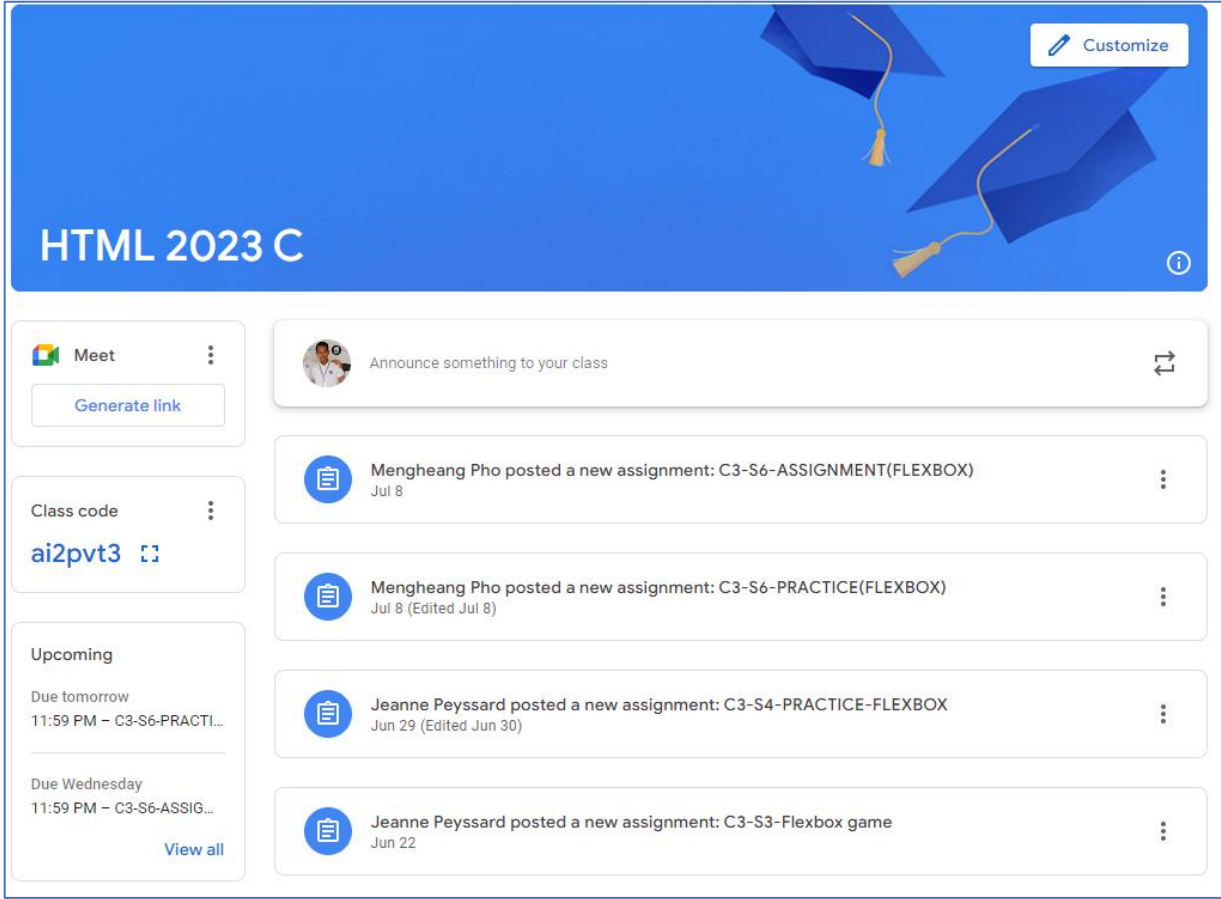 Customize
HTML 2023 C
Meet
Generate link
Class code
ai2pvt3
Upcoming
Due tomorrow
11:59 PM – C3-S6-PRACTI...
Due Wednesday
11:59 PM – C3-S6-ASSIG...
View all
Announce something to your class
Mengheang Pho posted a new assignment: C3-S6-ASSIGNMENT(FLEXBOX)
Jul 8
Mengheang Pho posted a new assignment: C3-S6-PRACTICE(FLEXBOX)
Jul 8 (Edited Jul 8)
Jeanne Peyssard posted a new assignment: C3-S4-PRACTICE-FLEXBOX
Jun 29 (Edited Jun 30)
Jeanne Peyssard posted a new assignment: C3-S3-Flexbox game
Jun 22